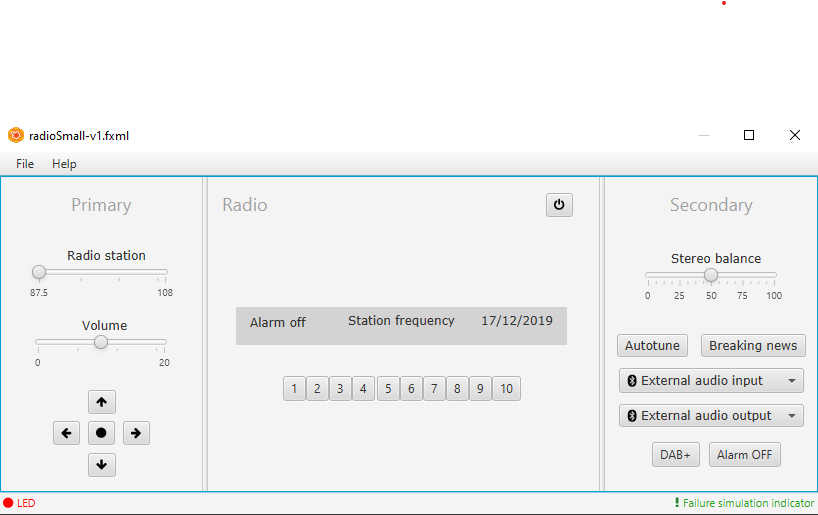 radioSmall-v1.fxml
File Help
Primary
Radio station
87.5 108
Volume
0 20
Radio
Alarm off Station frequency 17/12/2019
1 2 3 4 5 6 7 8 9 10
Secondary
Stereo balance
0 25 50 75 100
Autotune Breaking news
External audio input
External audio output
DAB+ Alarm OFF
LED
! Failure simulation indicator